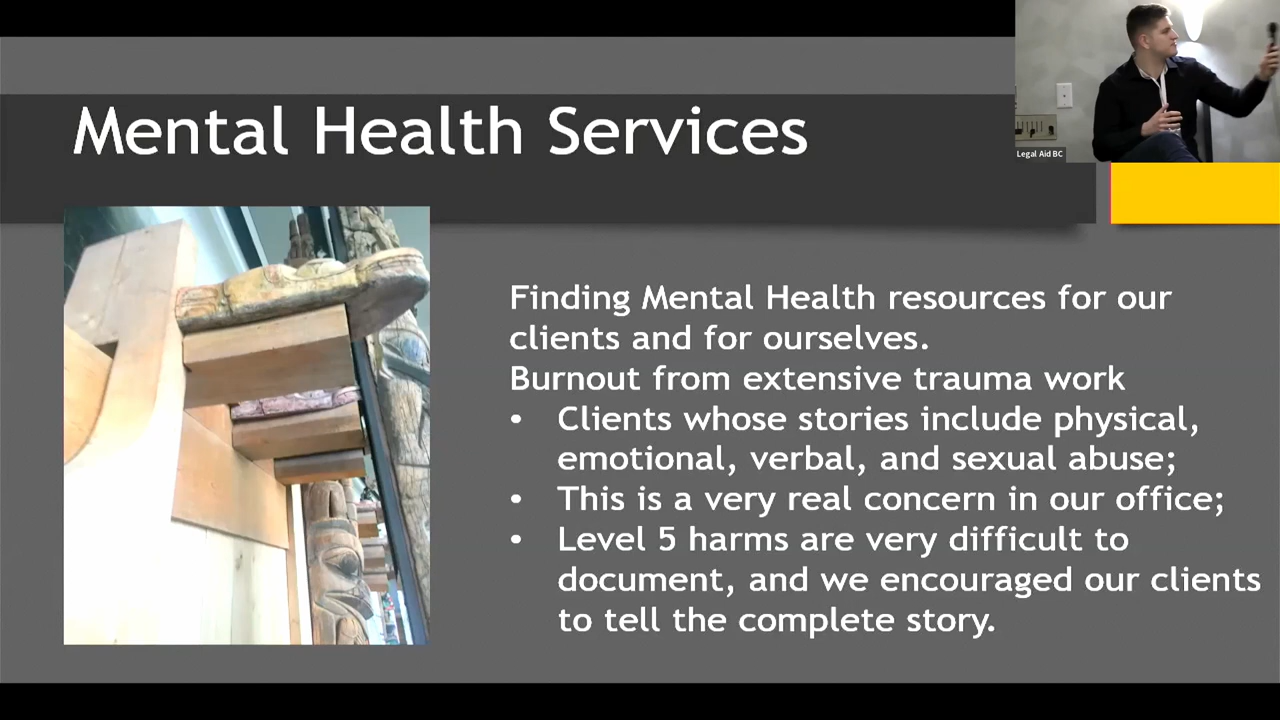 Mental Health Services
Legal Aid BC
Finding Mental Health resources for our
clients and for ourselves.
Burnout from extensive trauma work
• Clients whose stories include physical,
emotional, verbal, and sexual abuse;
• This is a very real concern in our office;
• Level 5 harms are very difficult to
document, and we encouraged our clients
to tell the complete story.